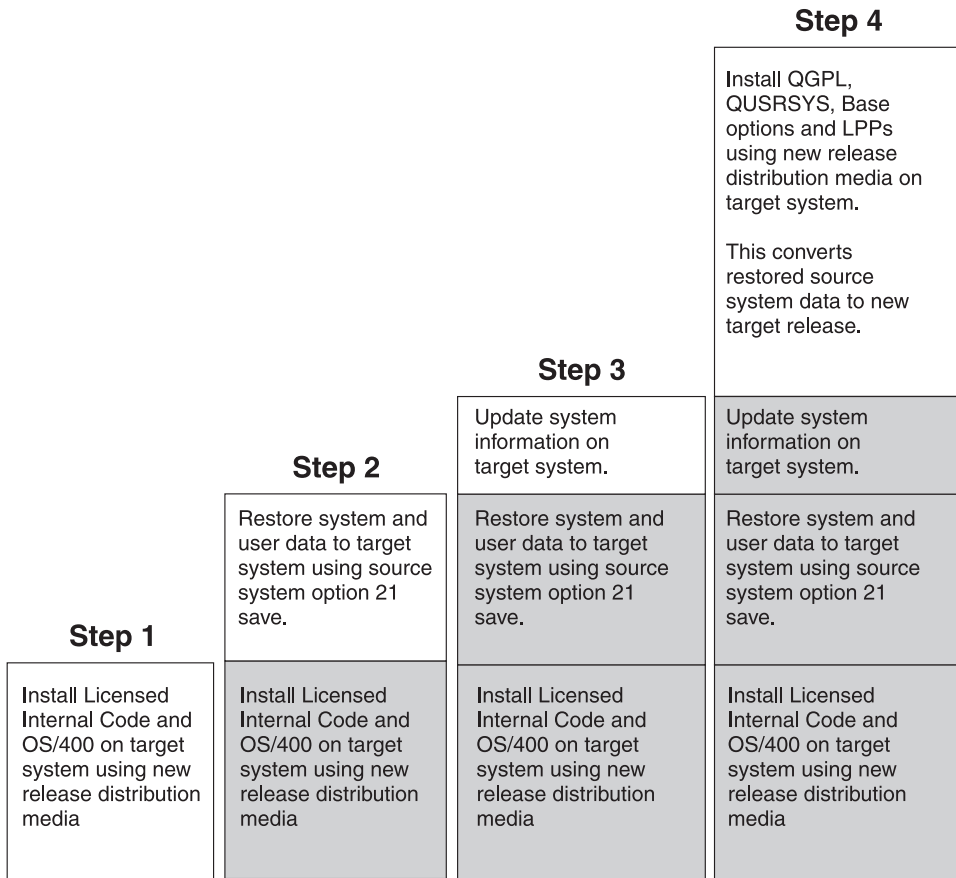 Step 4
Install QGPL,
QUSRSYS, Base
options and LPPs
using new release
distribution media on
target system.
This converts
restored source
system data to new
target release.
Step 3
Update system
information on
target system.
Update system
information on
target system.
Step 2
Restore system and
user data to target
system using source
system option 21
save.
Restore system and
user data to target
system using source
system option 21
save.
Restore system and
user data to target
system using source
system option 21
save.
Step 1
Install Licensed
Internal Code and
OS/400 on target
system using new
release distribution
media
Install Licensed
Internal Code and
OS/400 on target
system using new
release distribution
media
Install Licensed
Internal Code and
OS/400 on target
system using new
release distribution
media
Install Licensed
Internal Code and
OS/400 on target
system using new
release distribution
media